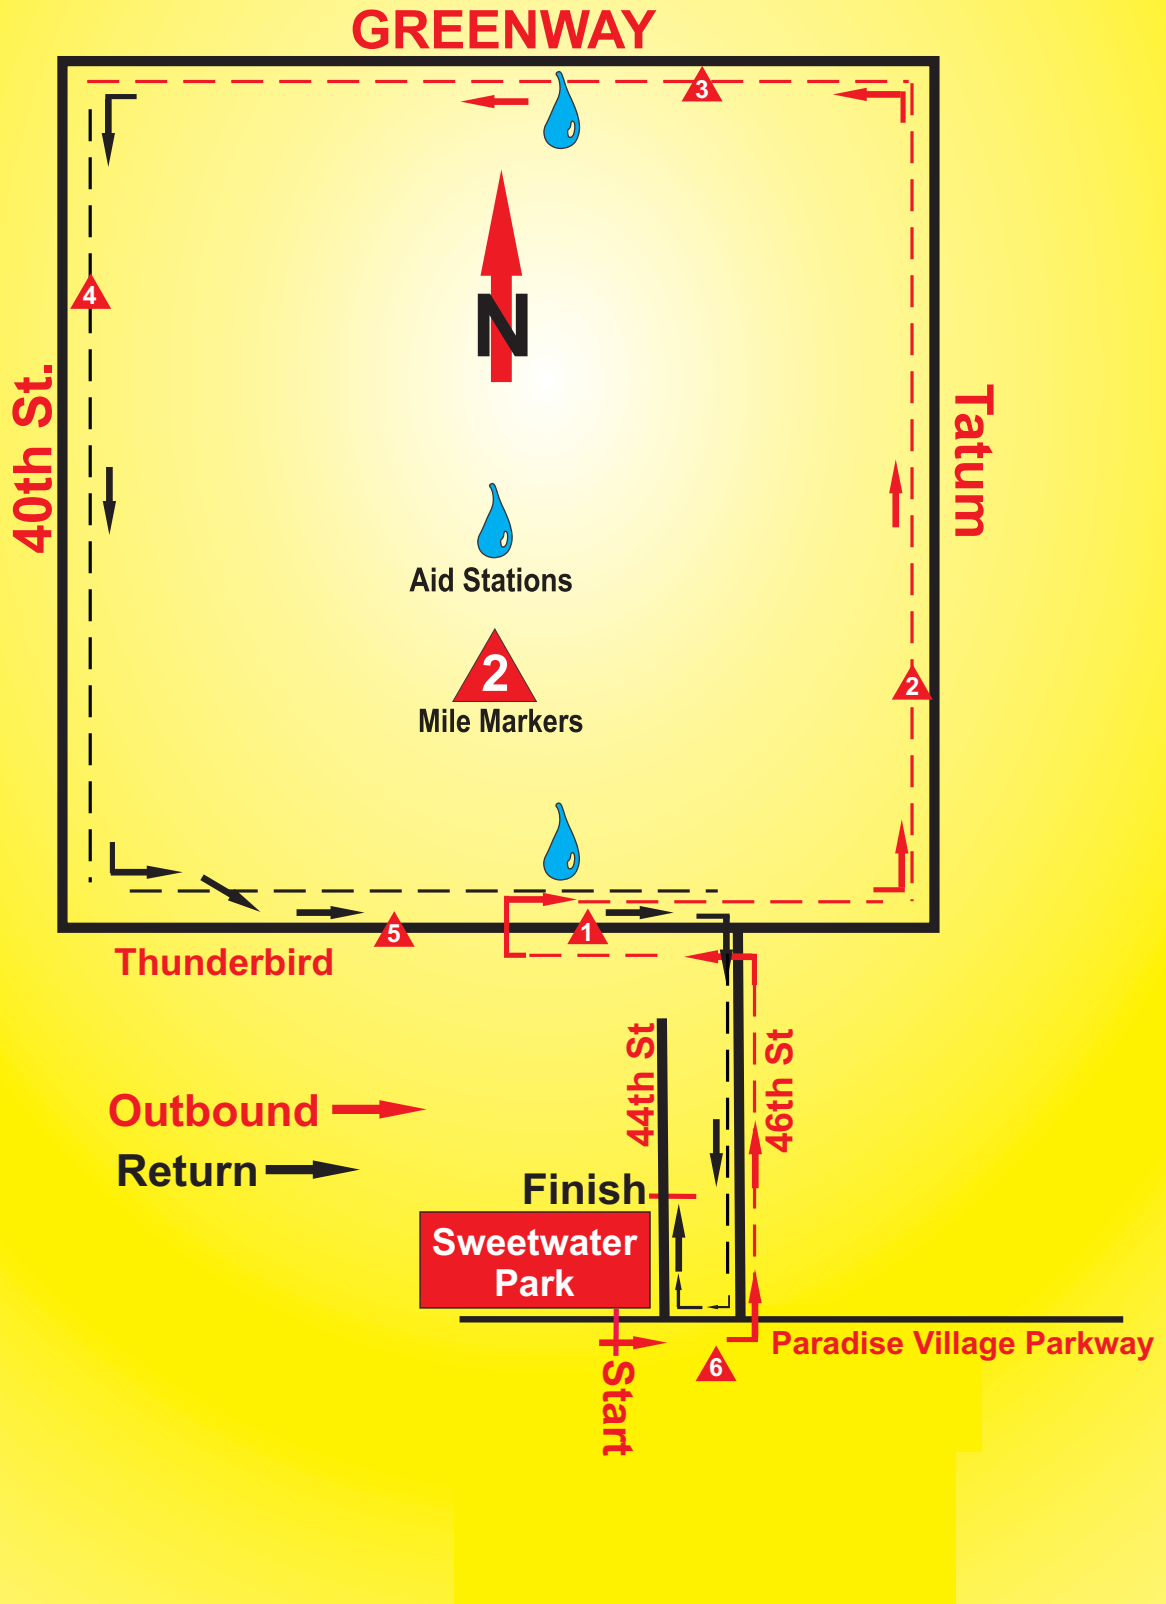 GREENWAY
3
N
4
40th St.
Tatum
Aid Stations
2
Mile Markers
2
1
5
Thunderbird
44th St
46th St
Outbound
Return
Finish
Sweetwater
Park
Paradise Village Parkway
6
Start